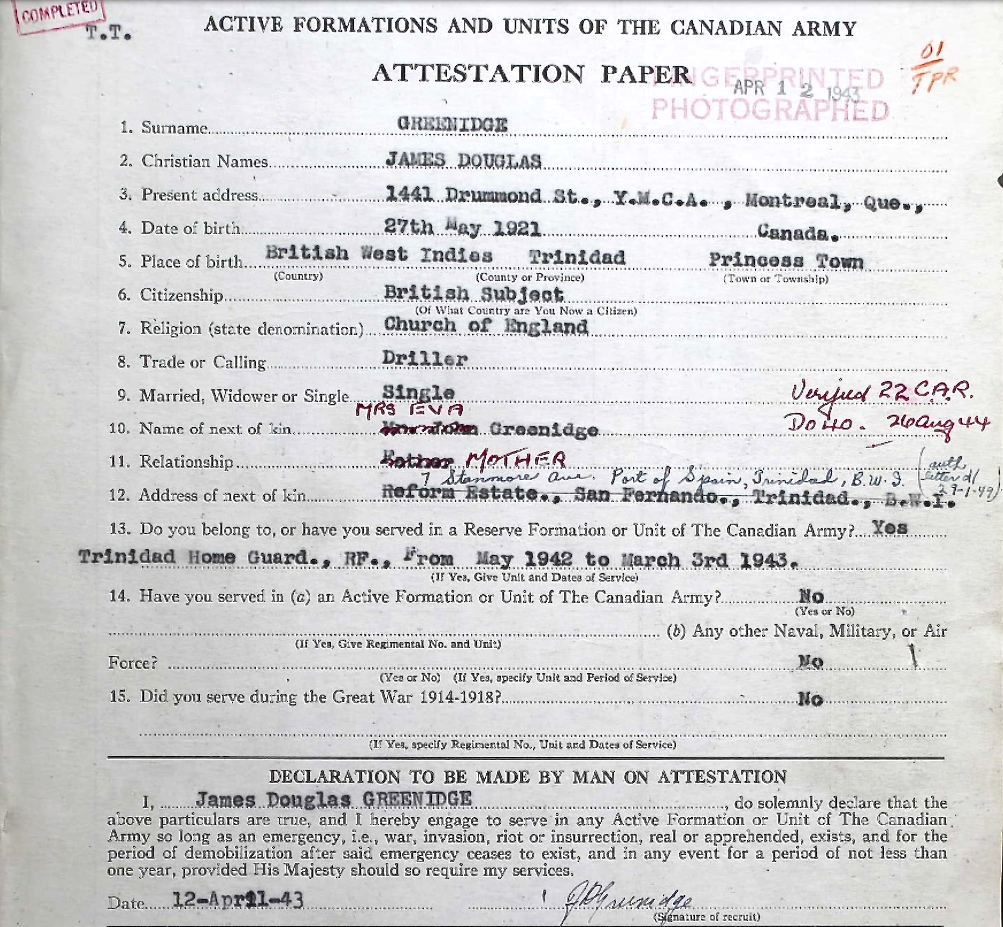 COMPLETED
T.T.
ACTIVE FORMATIONS AND UNITS OF THE CANADIAN ARMY
ATTESTATION PAPER
FINGERPRINTED
PHOTOGRAPHED
APR 12 1943
01
TPR
1. Surname GREENIDGE
2. Christian Names JAMES DOUGLAS
3. Present address 1441 Drummond St., Y.M.C.A. , Montreal, Que.,
4. Date of birth 27th May 1921 Canada.
5. Place of birth British West Indies Trinidad Princess Town
(Country) (County or Province) (Town or Township)
6. Citizenship British Subject
(Of What Country are You Now a Citizen)
7. Religion (state denomination) Church of England
8. Trade or Calling Driller
9. Married, Widower or Single Single
Verified 22 C.A.R.
MRS EVA
10. Name of next of kin Mr. John Greenidge
Do 40. 26 Aug 44
11. Relationship Father MOTHER
7 Stanmore Ave. Port of Spain, Trinidad, B.W.I. (auth letter d/
12. Address of next of kin Reform Estate., San Fernando., Trinidad., B.W.I.
13. Do you belong to, or have you served in a Reserve Formation or Unit of The Canadian Army? Yes
Trinidad Home Guard., RF., From May 1942 to March 3rd 1943.
(If Yes, Give Unit and Dates of Service)
14. Have you served in (a) an Active Formation or Unit of The Canadian Army? No
(Yes or No)
(b) Any other Naval, Military, or Air
(If Yes, Give Regimental No. and Unit)
Force? No
(Yes or No) (If Yes, specify Unit and Period of Service)
15. Did you serve during the Great War 1914-1918? No
(If Yes, specify Regimental No., Unit and Dates of Service)
DECLARATION TO BE MADE BY MAN ON ATTESTATION
I, James Douglas GREENIDGE, do solemnly declare that the
above particulars are true, and I hereby engage to serve in any Active Formation or Unit of The Canadian
Army so long as an emergency, i.e., war, invasion, riot or insurrection, real or apprehended, exists, and for the
period of demobilization after said emergency ceases to exist, and in any event for a period of not less than
one year, provided His Majesty should so require my services.
Date 12-April-43 JDGreenidge
(Signature of recruit)